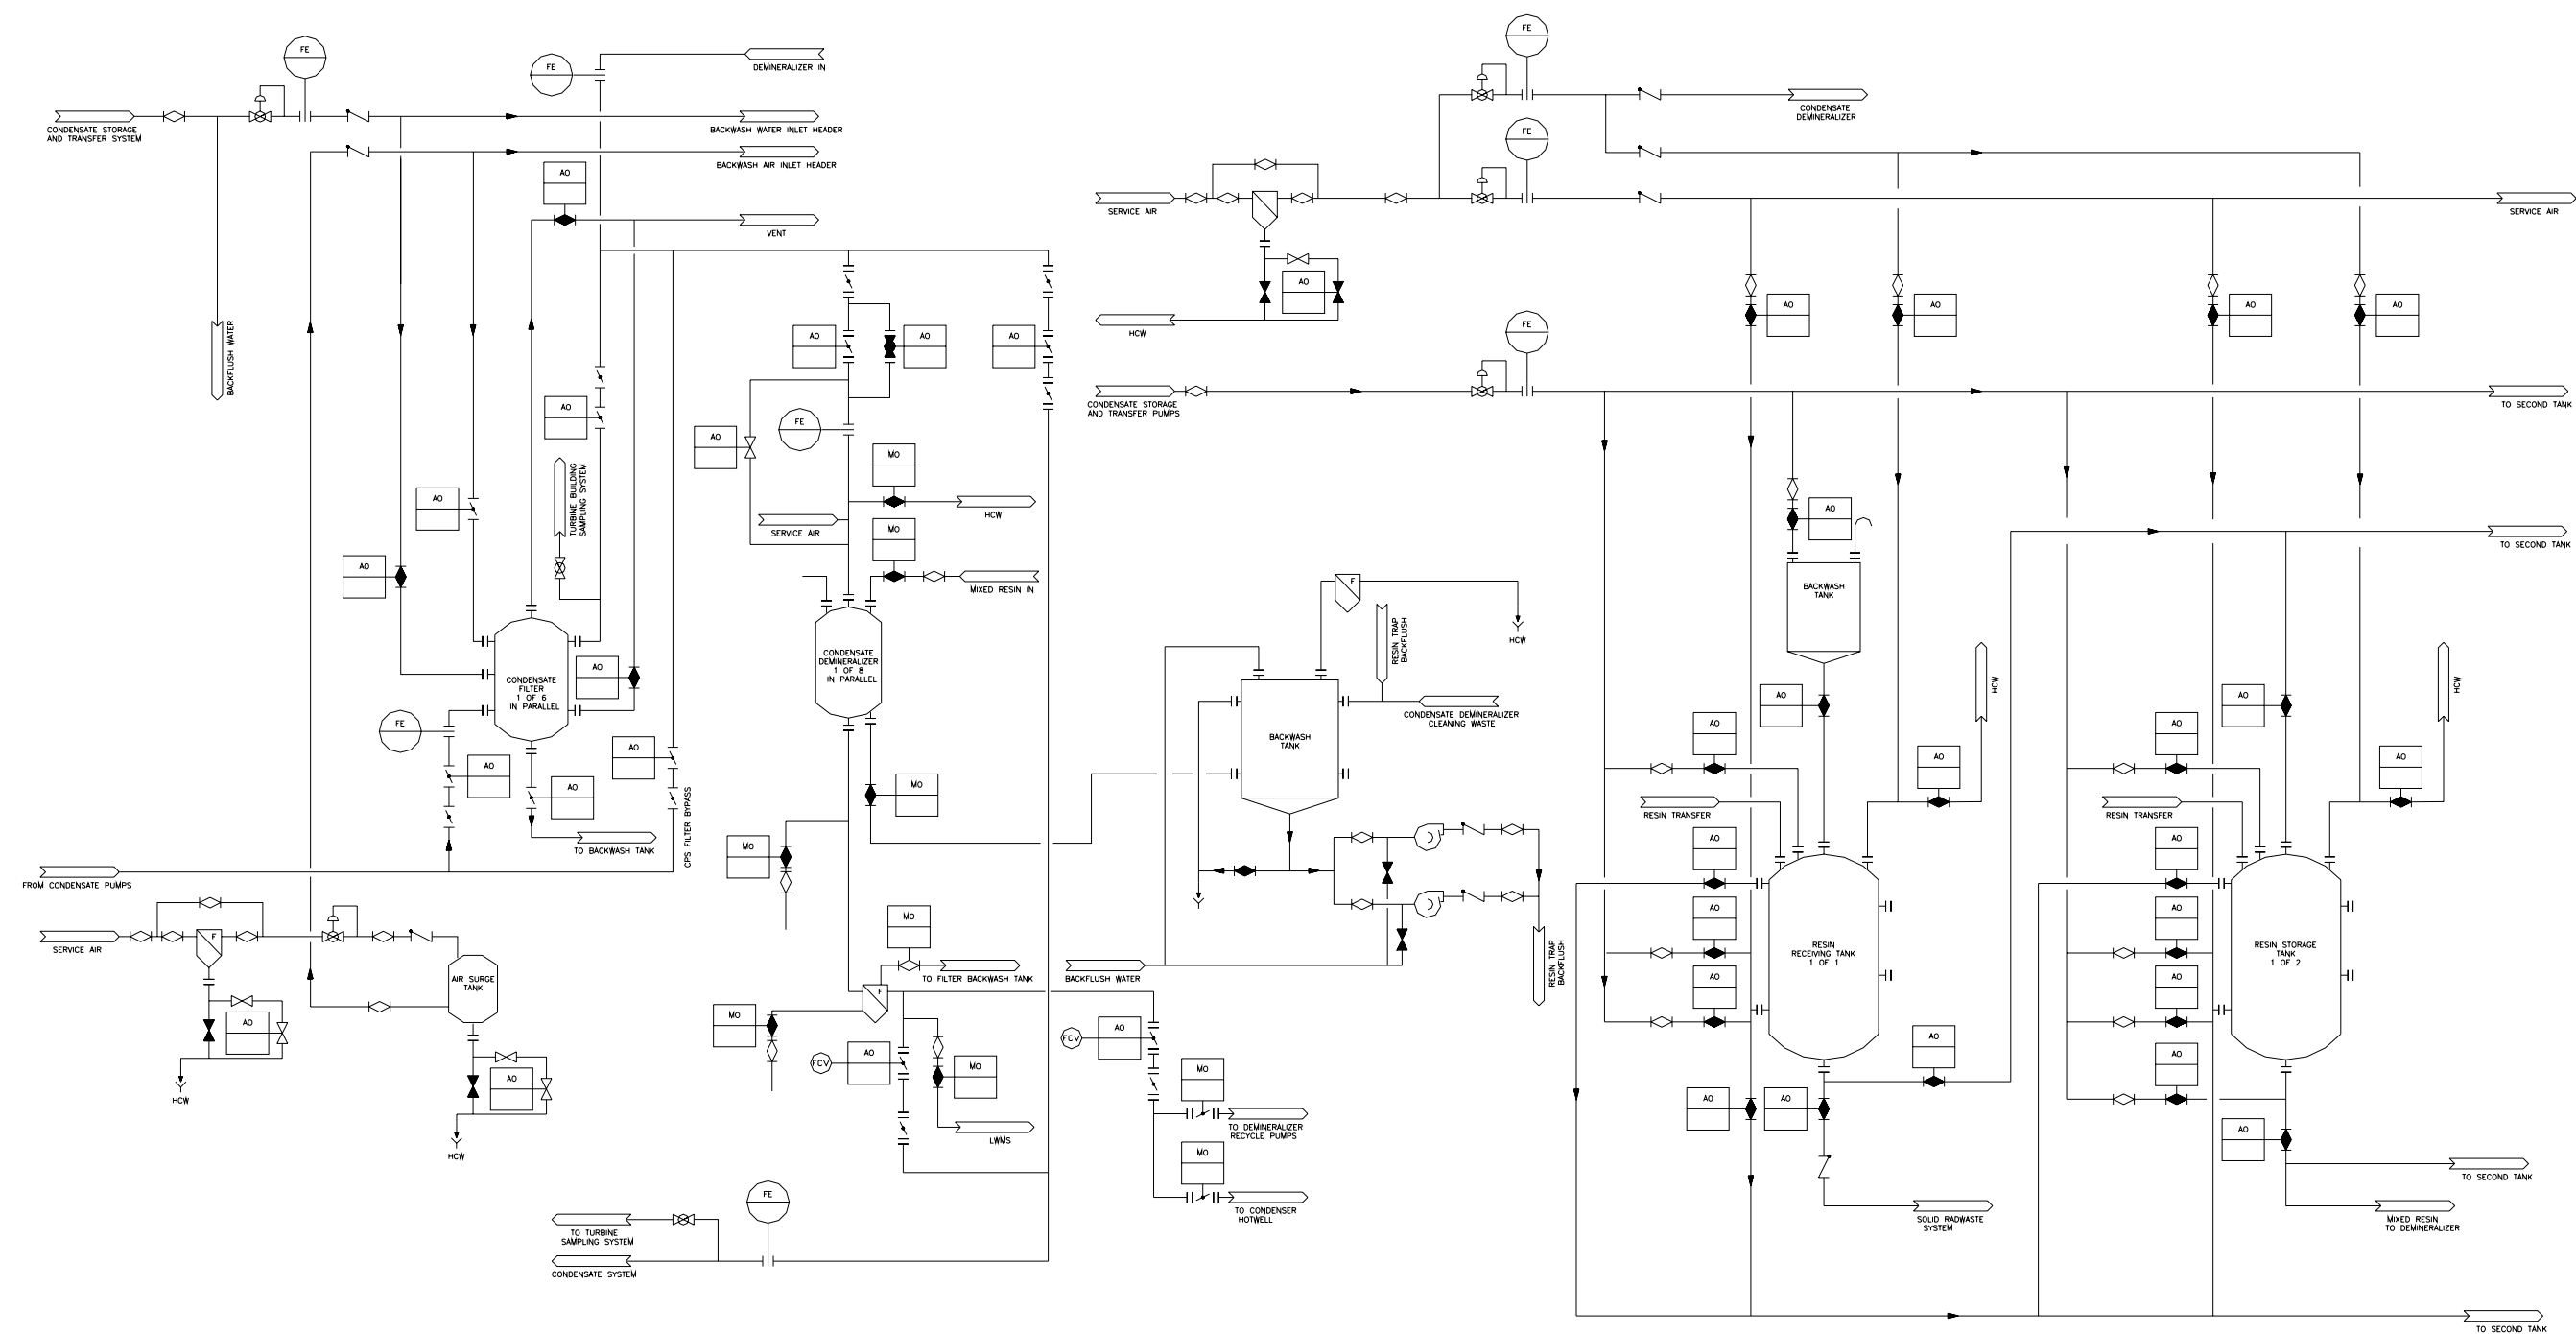 FE
FE
DEMINERALIZER IN
CONDENSATE STORAGE
AND TRANSFER SYSTEM
BACKWASH WATER INLET HEADER
BACKWASH AIR INLET HEADER
AO
VENT
BACKFLUSH WATER
AO
AO
AO
AO
FE
AO
AO
TURBINE BUILDING
SAMPLING SYSTEM
MO
HCW
SERVICE AIR
MO
MIXED RESIN IN
AO
AO
CONDENSATE
FILTER
1 OF 6
IN PARALLEL
AO
CONDENSATE
DEMINERALIZER
1 OF 8
IN PARALLEL
FE
AO
AO
AO
CPS FILTER BYPASS
MO
TO BACKWASH TANK
MO
FROM CONDENSATE PUMPS
SERVICE AIR
F
AIR SURGE
TANK
AO
HCW
AO
HCW
MO
TO FILTER BACKWASH TANK
F
MO
FCV
AO
MO
LWMS
FCV
AO
MO
TO DEMINERALIZER
RECYCLE PUMPS
MO
TO CONDENSER
HOTWELL
FE
TO TURBINE
SAMPLING SYSTEM
CONDENSATE SYSTEM
FE
CONDENSATE
DEMINERALIZER
FE
SERVICE AIR
SERVICE AIR
AO
HCW
AO
AO
AO
AO
FE
CONDENSATE STORAGE
AND TRANSFER PUMPS
TO SECOND TANK
AO
TO SECOND TANK
BACKWASH
TANK
F
HCW
RESIN TRAP
BACKFLUSH
CONDENSATE DEMINERALIZER
CLEANING WASTE
BACKWASH
TANK
BACKFLUSH WATER
RESIN TRAP
BACKFLUSH
AO
HCW
AO
HCW
AO
AO
AO
AO
RESIN TRANSFER
RESIN TRANSFER
AO
AO
AO
AO
RESIN
RECEIVING TANK
1 OF 1
RESIN STORAGE
TANK
1 OF 2
AO
AO
AO
AO
AO
AO
AO
TO SECOND TANK
SOLID RADWASTE
SYSTEM
MIXED RESIN
TO DEMINERALIZER
TO SECOND TANK